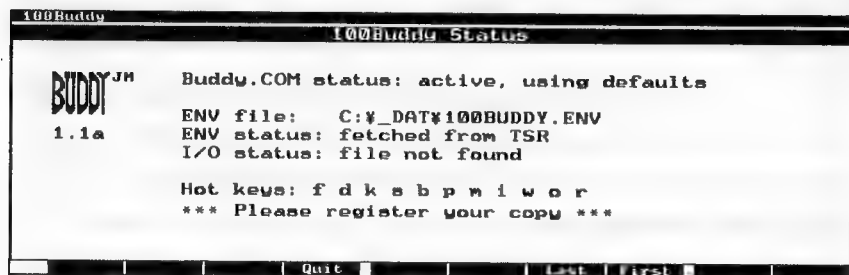 100Buddy
100Buddy Status
BUDDY JM
Buddy.COM status: active, using defaults
ENV file: C:¥_DAT¥100BUDDY.ENV
1.1a
ENV status: fetched from TSR
I/O status: file not found
Hot keys: f d k s b p m i w o r
*** Please register your copy ***
Quit Last First